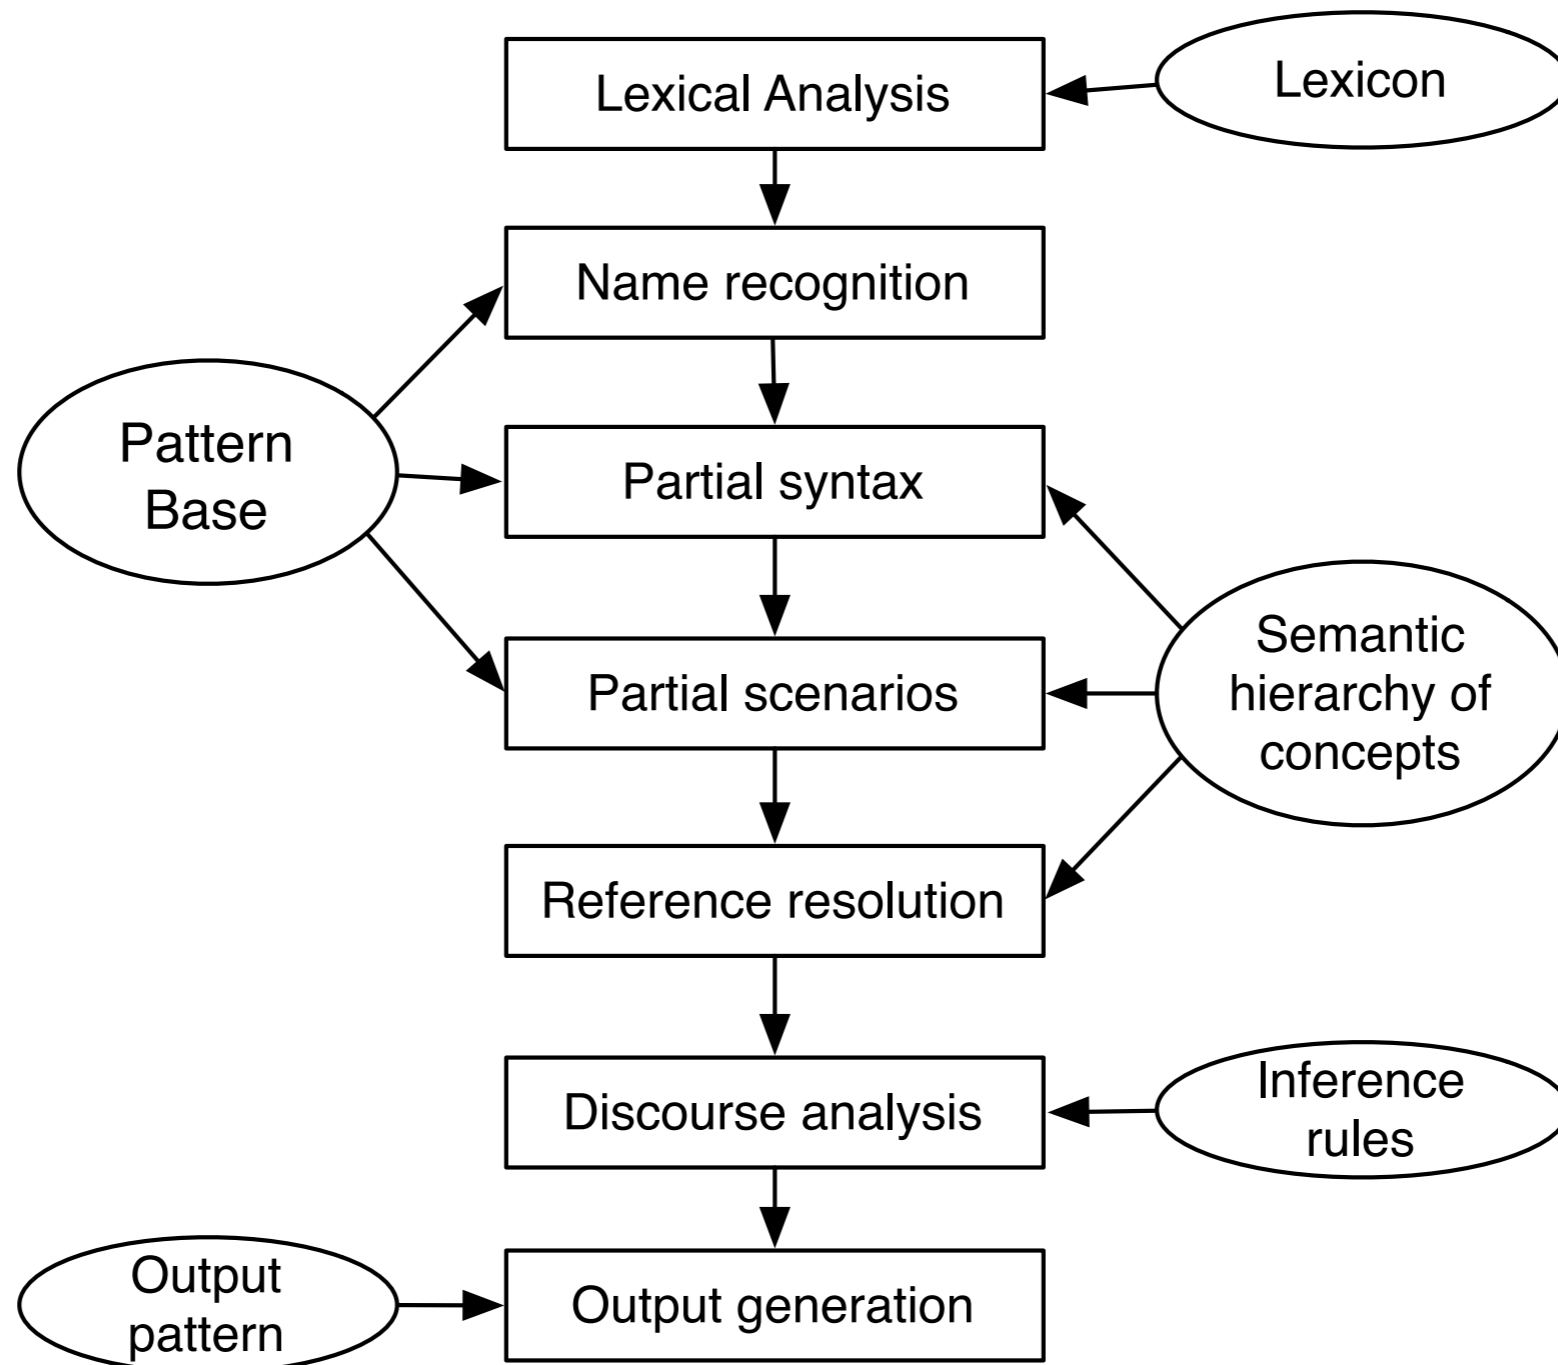 Lexical Analysis
Lexicon
Name recognition
Pattern
Base
Partial syntax
Partial scenarios
Semantic
hierarchy of
concepts
Reference resolution
Discourse analysis
Inference
rules
Output
pattern
Output generation